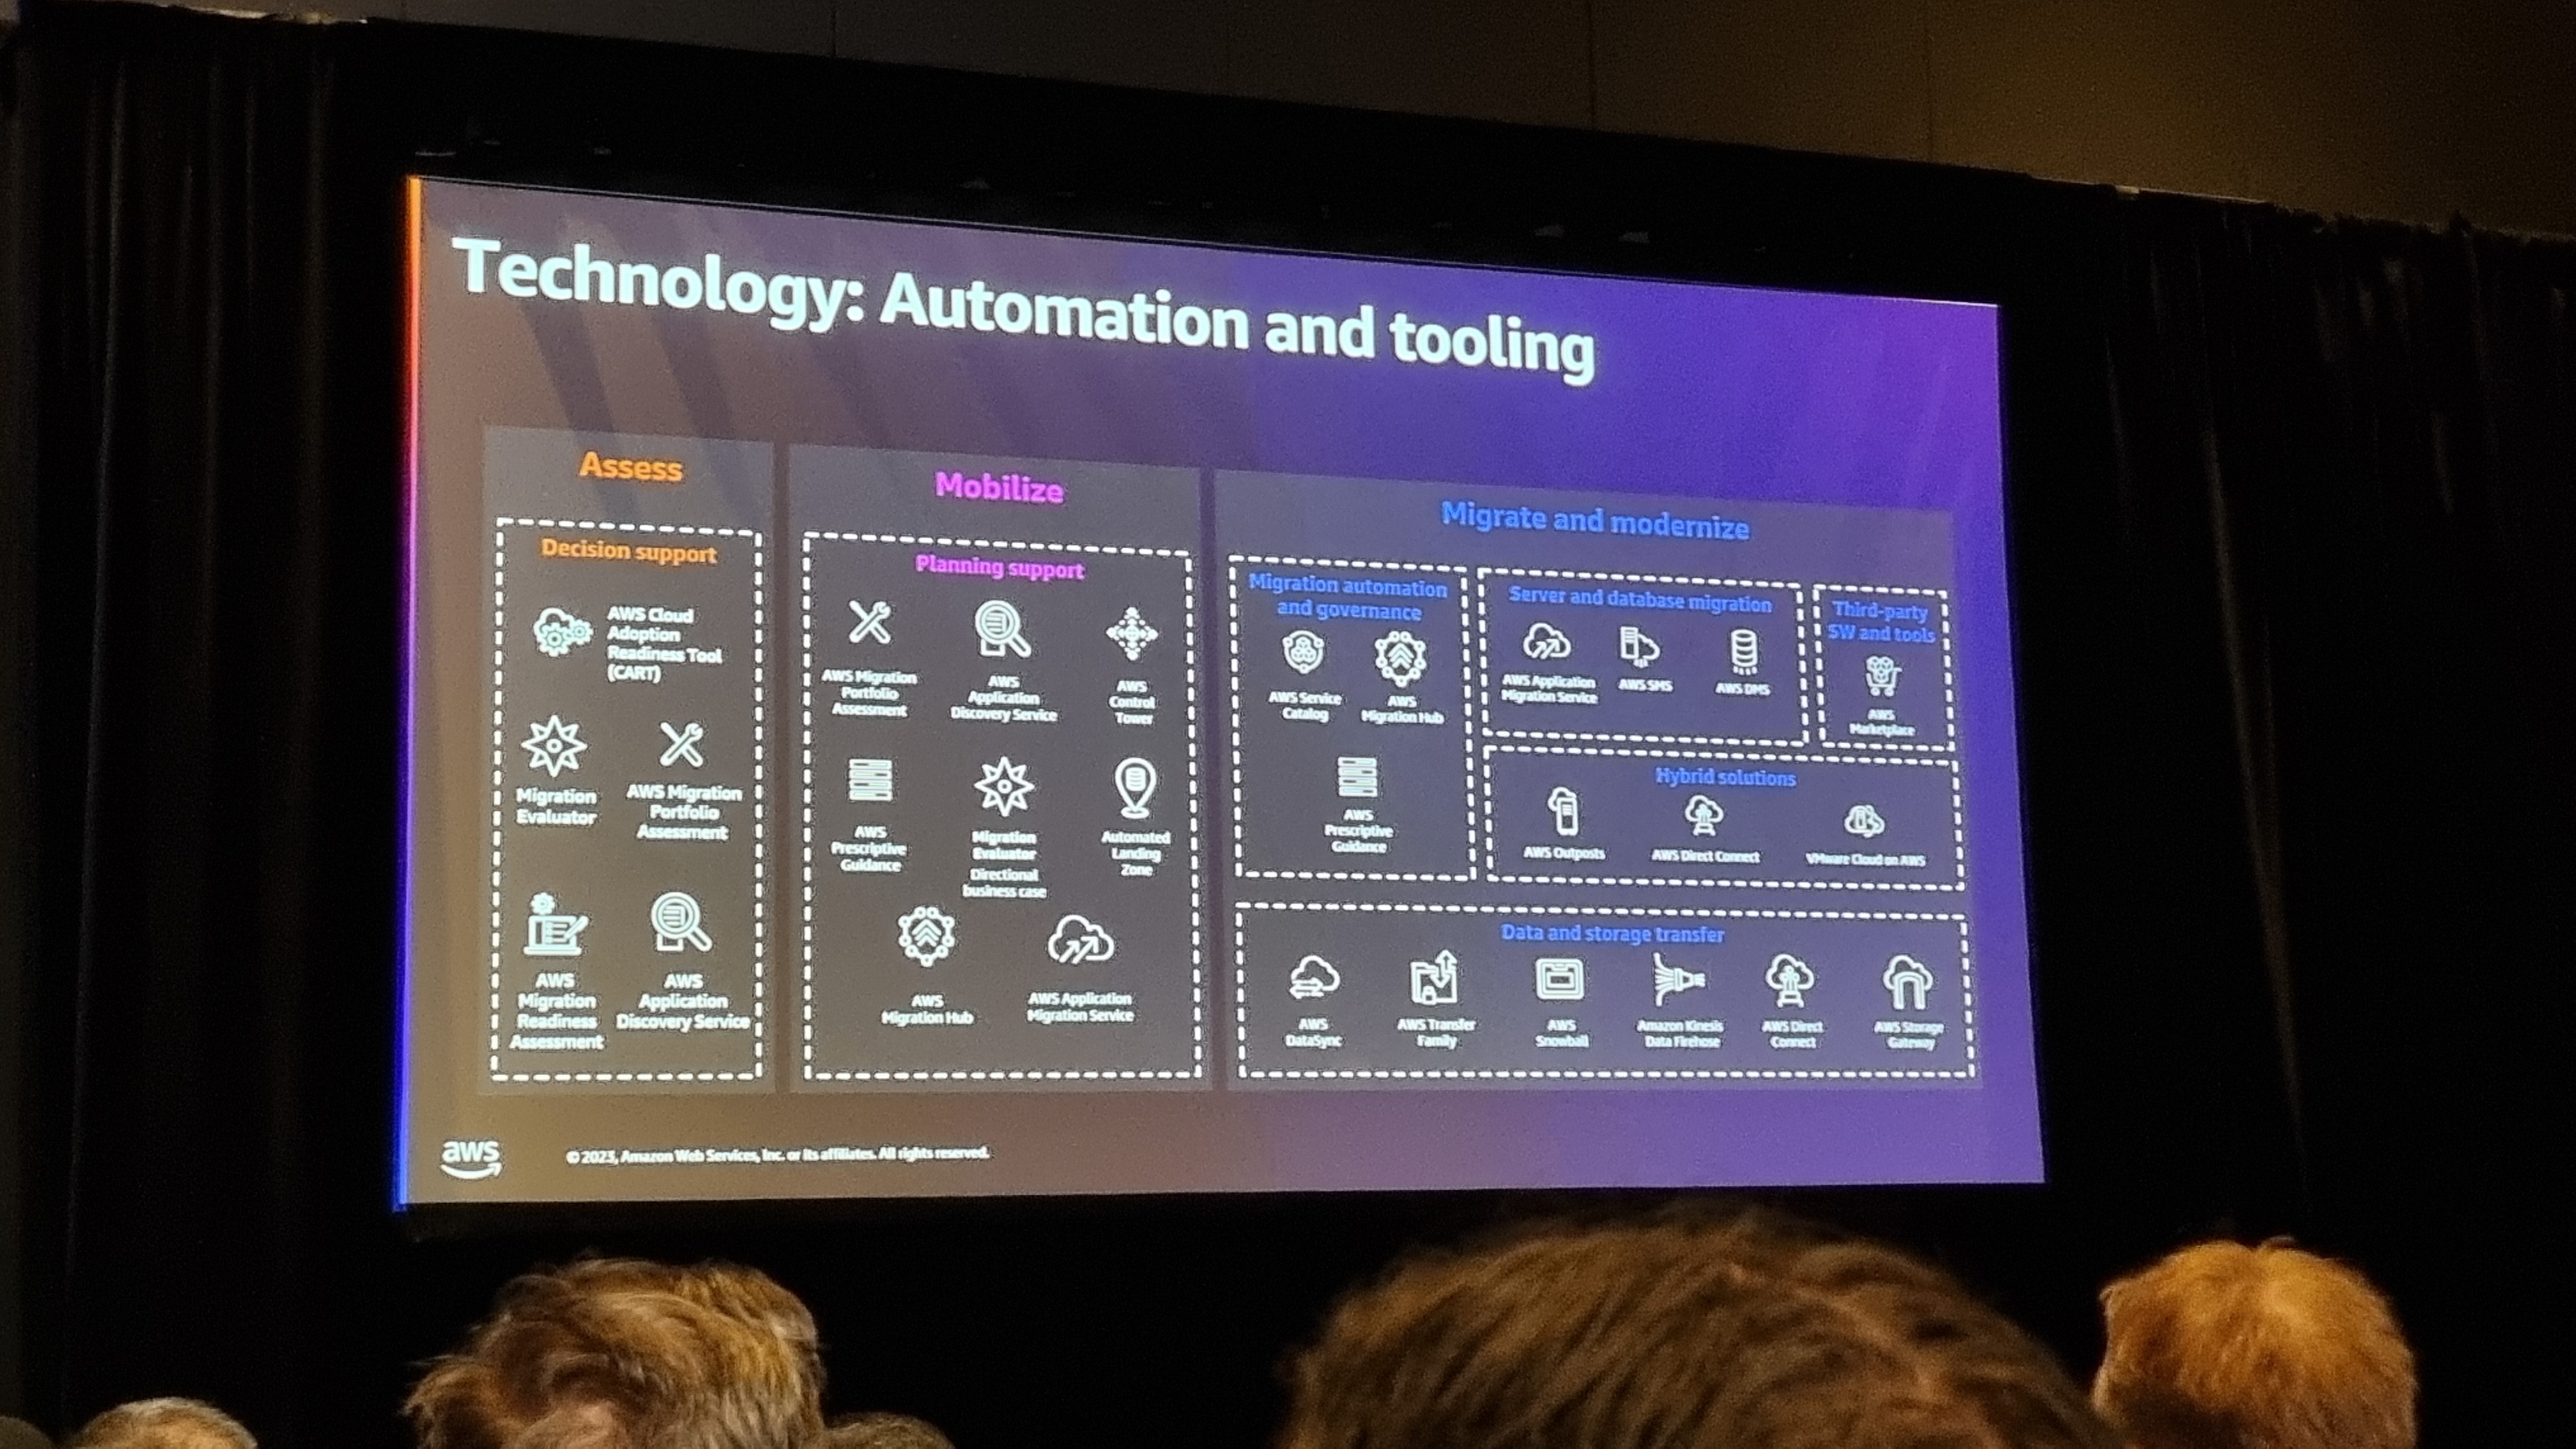 Technology: Automation and tooling
Assess
Decision support
AWS Cloud
Adoption
Readiness Tool
(CART)
Migration
Evaluator
AWS Migration
Portfolio
Assessment
AWS
Migration
Readiness
Assessment
AWS
Application
Discovery Service
Mobilize
Planning support
AWS Migration
Portfolio
Assessment
AWS
Application
Discovery Service
AWS
Control
Tower
AWS
Prescriptive
Guidance
Migration
Evaluator
Directional
business case
Automated
Landing
Zone
AWS
Migration Hub
AWS Application
Migration Service
Migrate and modernize
Migration automation
and governance
AWS Service
Catalog
AWS
Migration Hub
AWS
Prescriptive
Guidance
Server and database migration
AWS Application
Migration Service
AWS SMS
AWS DMS
Third-party
SW and tools
AWS
Marketplace
Hybrid solutions
AWS Outposts
AWS Direct Connect
VMware Cloud on AWS
Data and storage transfer
AWS
DataSync
AWS Transfer
Family
AWS
Snowball
Amazon Kinesis
Data Firehose
AWS Direct
Connect
AWS Storage
Gateway
aws
© 2023, Amazon Web Services, Inc. or its affiliates. All rights reserved.